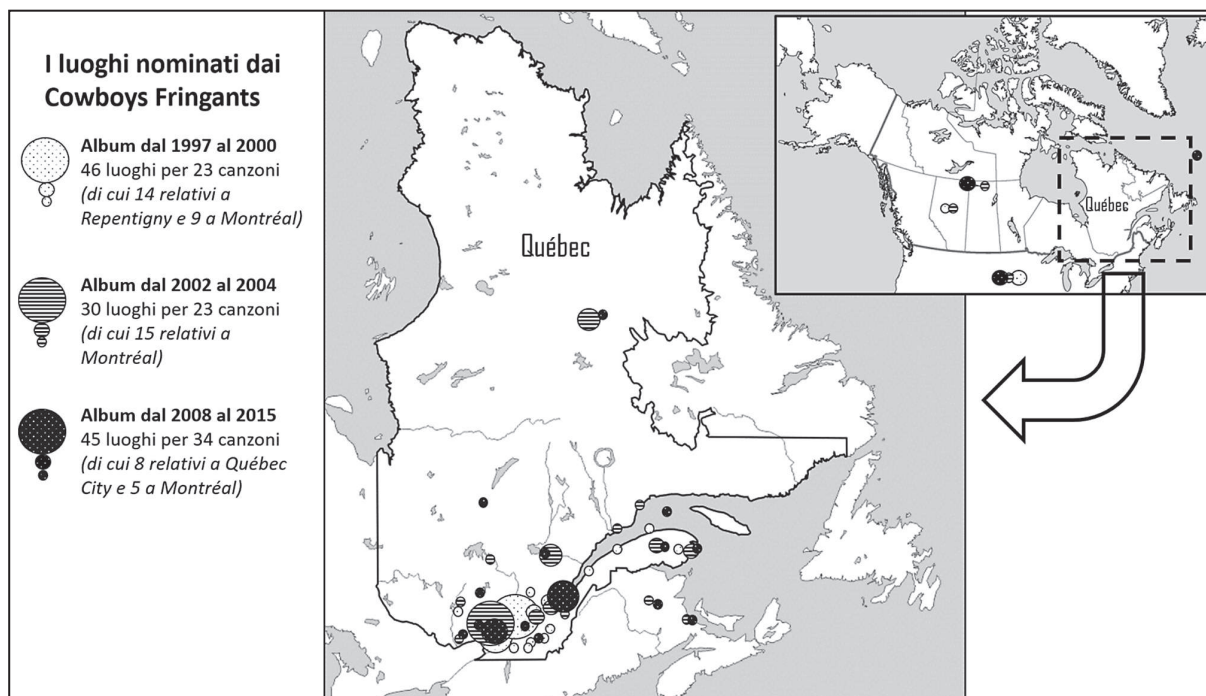 I luoghi nominati dai
Cowboys Fringants
Album dal 1997 al 2000
46 luoghi per 23 canzoni
(di cui 14 relativi a
Repentigny e 9 a Montréal)
Album dal 2002 al 2004
30 luoghi per 23 canzoni
(di cui 15 relativi a
Montréal)
Album dal 2008 al 2015
45 luoghi per 34 canzoni
(di cui 8 relativi a Québec
City e 5 a Montréal)
Québec
Québec